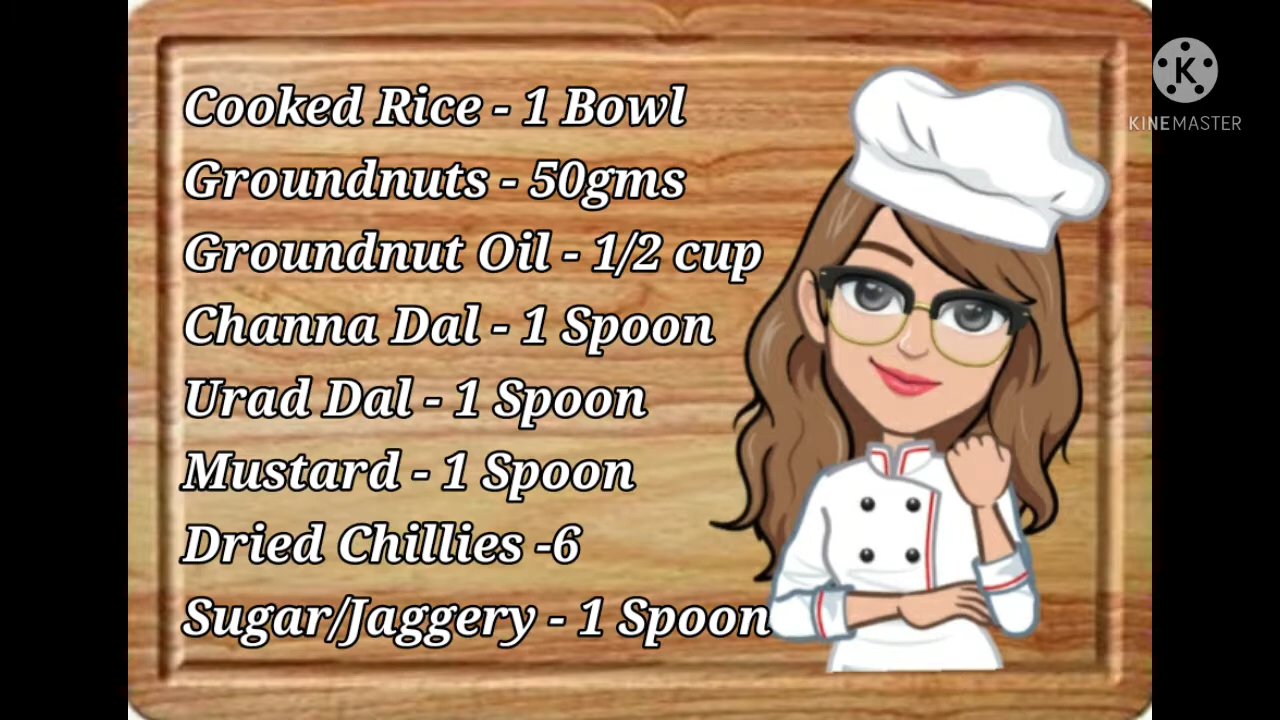 Cooked Rice - 1 Bowl
Groundnuts - 50gms
Groundnut Oil - 1/2 cup
Channa Dal - 1 Spoon
Urad Dal - 1 Spoon
Mustard - 1 Spoon
Dried Chillies -6
Sugar/Jaggery - 1 Spoon
K
KINEMASTER